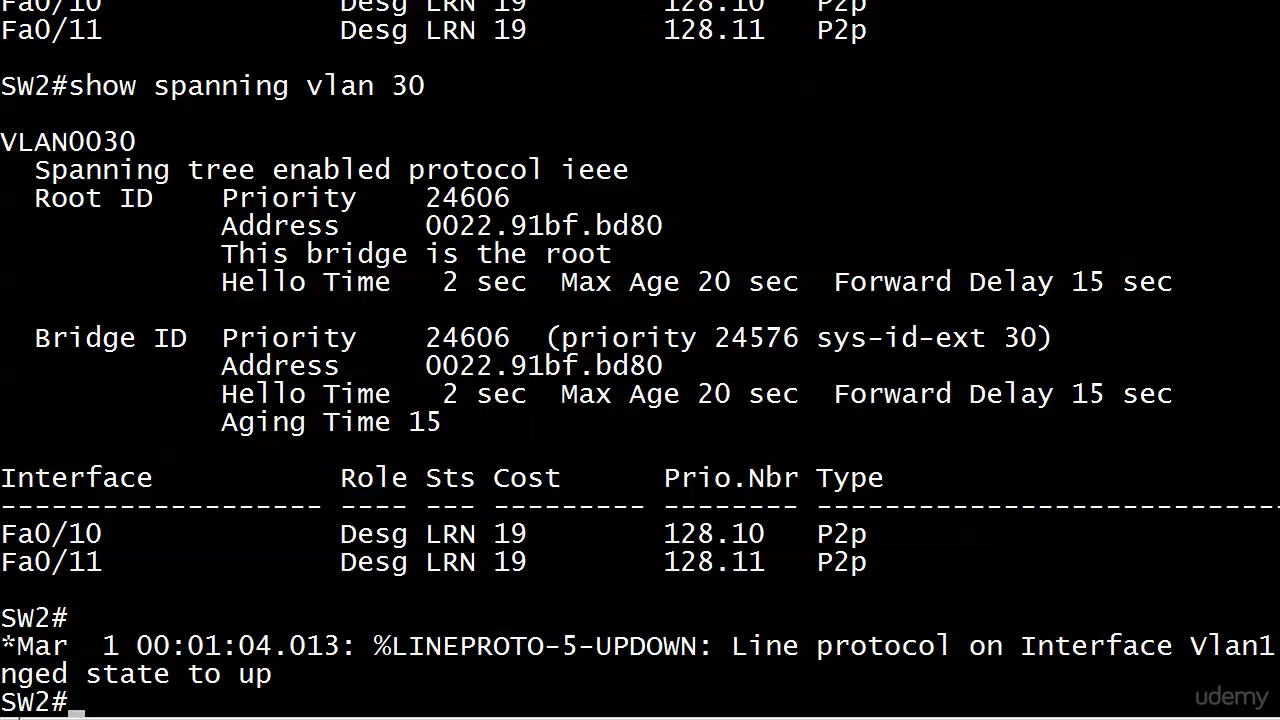 Fa0/10                    Desg LRN 19        128.10   P2p
Fa0/11                    Desg LRN 19        128.11   P2p
SW2#show spanning vlan 30
VLAN0030
  Spanning tree enabled protocol ieee
  Root ID    Priority    24606
             Address     0022.91bf.bd80
             This bridge is the root
             Hello Time   2 sec  Max Age 20 sec  Forward Delay 15 sec
  Bridge ID  Priority    24606  (priority 24576 sys-id-ext 30)
             Address     0022.91bf.bd80
             Hello Time   2 sec  Max Age 20 sec  Forward Delay 15 sec
             Aging Time 15
Interface           Role Sts Cost      Prio.Nbr Type
------------------- ---- --- --------- -------- ---------------------------
Fa0/10              Desg LRN 19        128.10   P2p
Fa0/11              Desg LRN 19        128.11   P2p
SW2#
*Mar  1 00:01:04.013: %LINEPROTO-5-UPDOWN: Line protocol on Interface Vlan1
nged state to up
SW2#
udemy